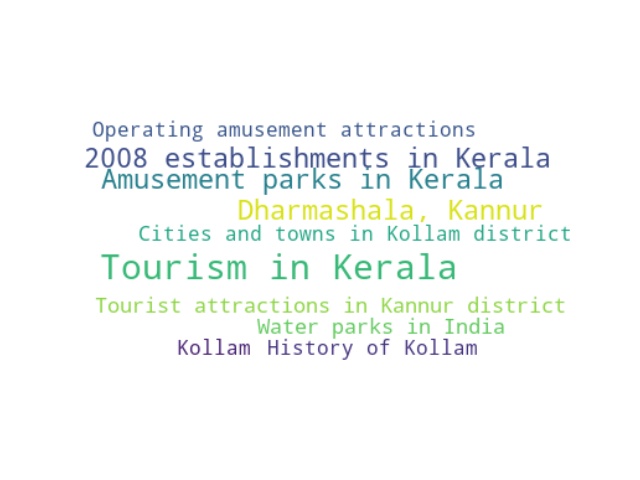 Operating amusement attractions
2008 establishments in Kerala
Amusement parks in Kerala
Dharmashala, Kannur
Cities and towns in Kollam district
Tourism in Kerala
Tourist attractions in Kannur district
Water parks in India
Kollam History of Kollam